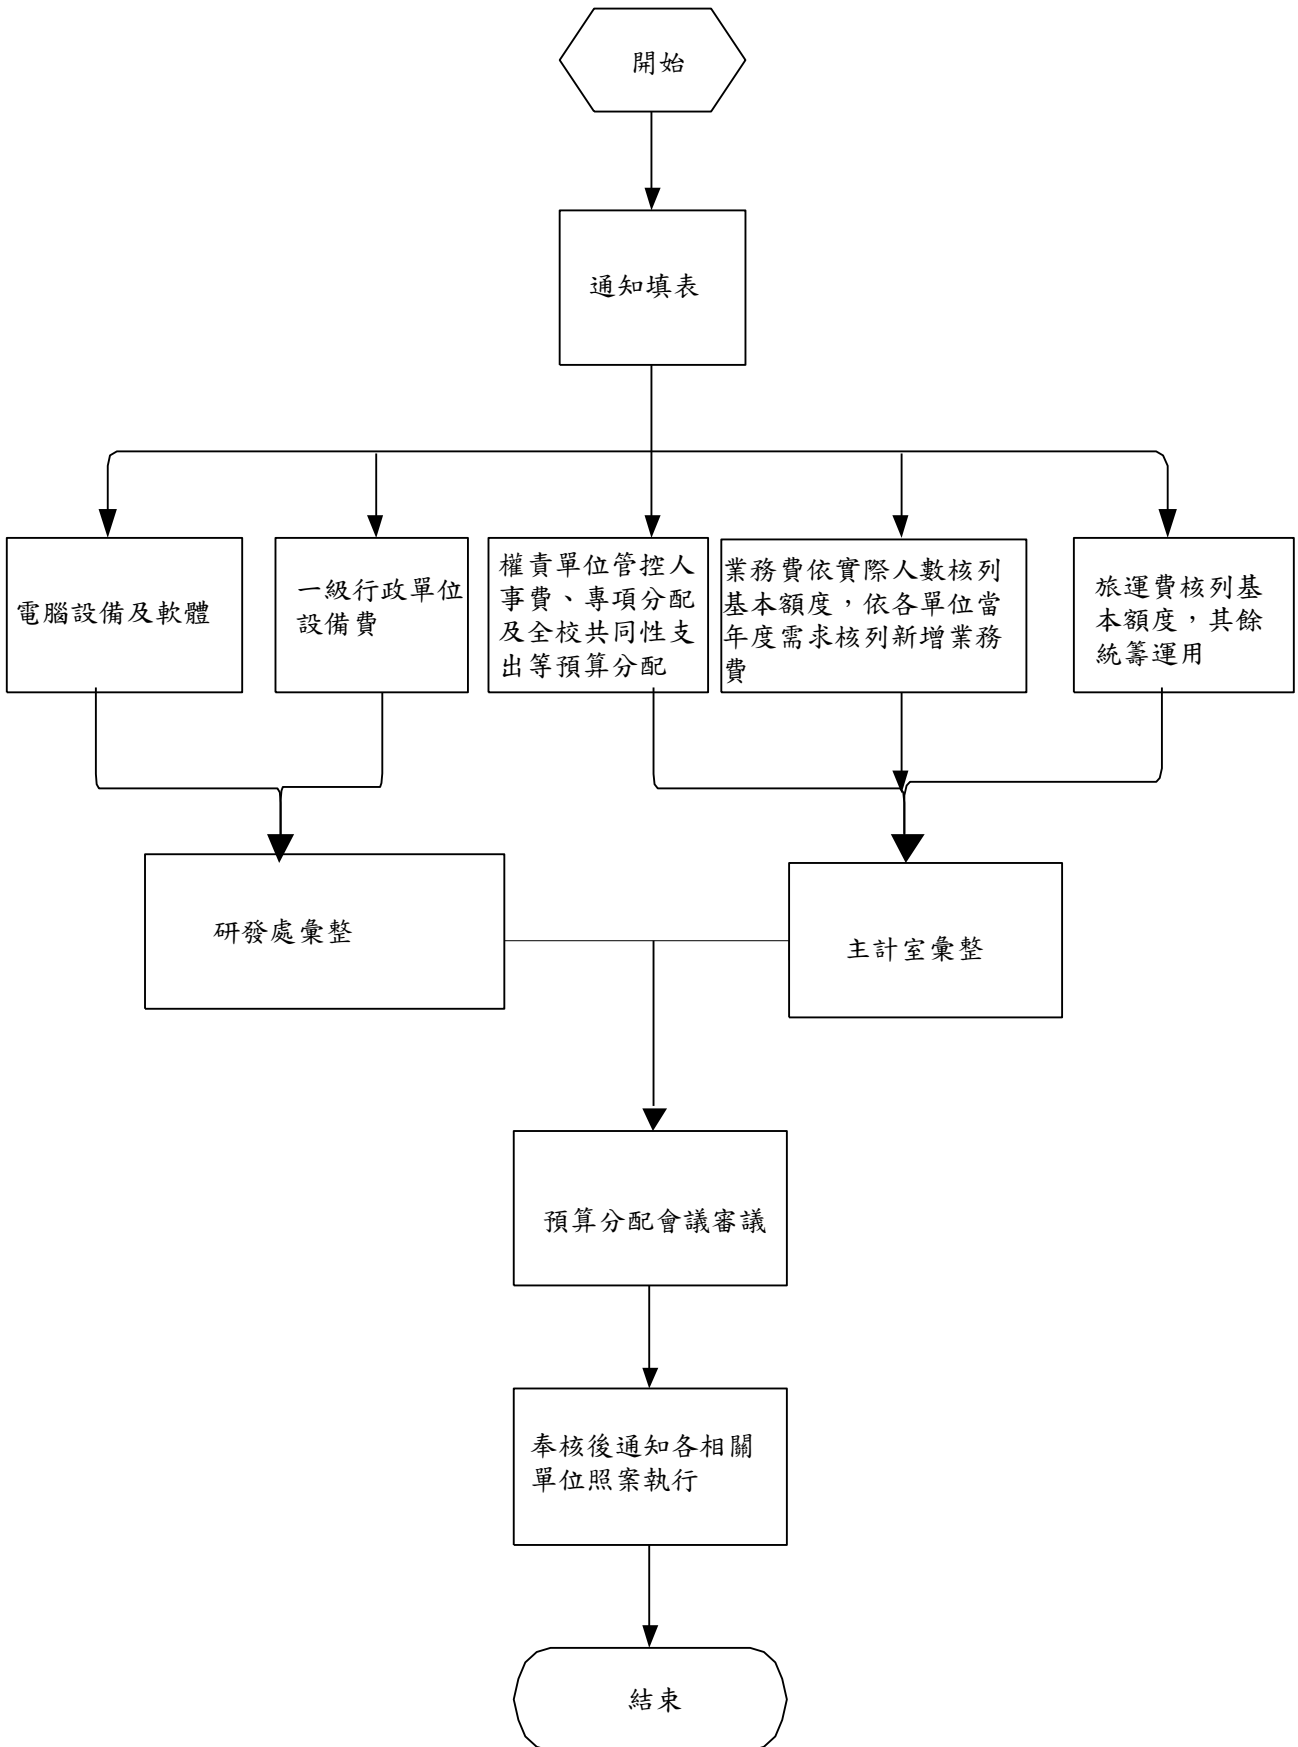 開始
通知填表
電腦設備及軟體
一級行政單位
設備費
權責單位管控人
事費、專項分配
及全校共同性支
出等預算分配
業務費依實際人數核列
基本額度，依各單位當
年度需求核列新增業務
費
旅運費核列基
本額度，其餘
統籌運用
研發處彙整
主計室彙整
預算分配會議審議
奉核後通知各相關
單位照案執行
結束